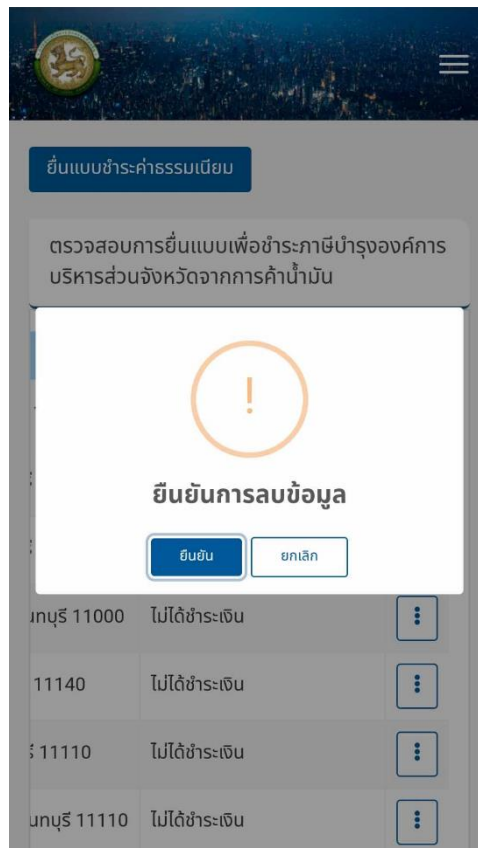 ยื่นแบบชำระค่าธรรมเนียม
ตรวจสอบการยื่นแบบเพื่อชำระภาษีบำรุงองค์การ
บริหารส่วนจังหวัดจากการค้าน้ำมัน
!
ยืนยันการลบข้อมูล
ยืนยัน ยกเลิก
11000 ไม่ได้ชำระเงิน
11140 ไม่ได้ชำระเงิน
11110 ไม่ได้ชำระเงิน
11110 ไม่ได้ชำระเงิน